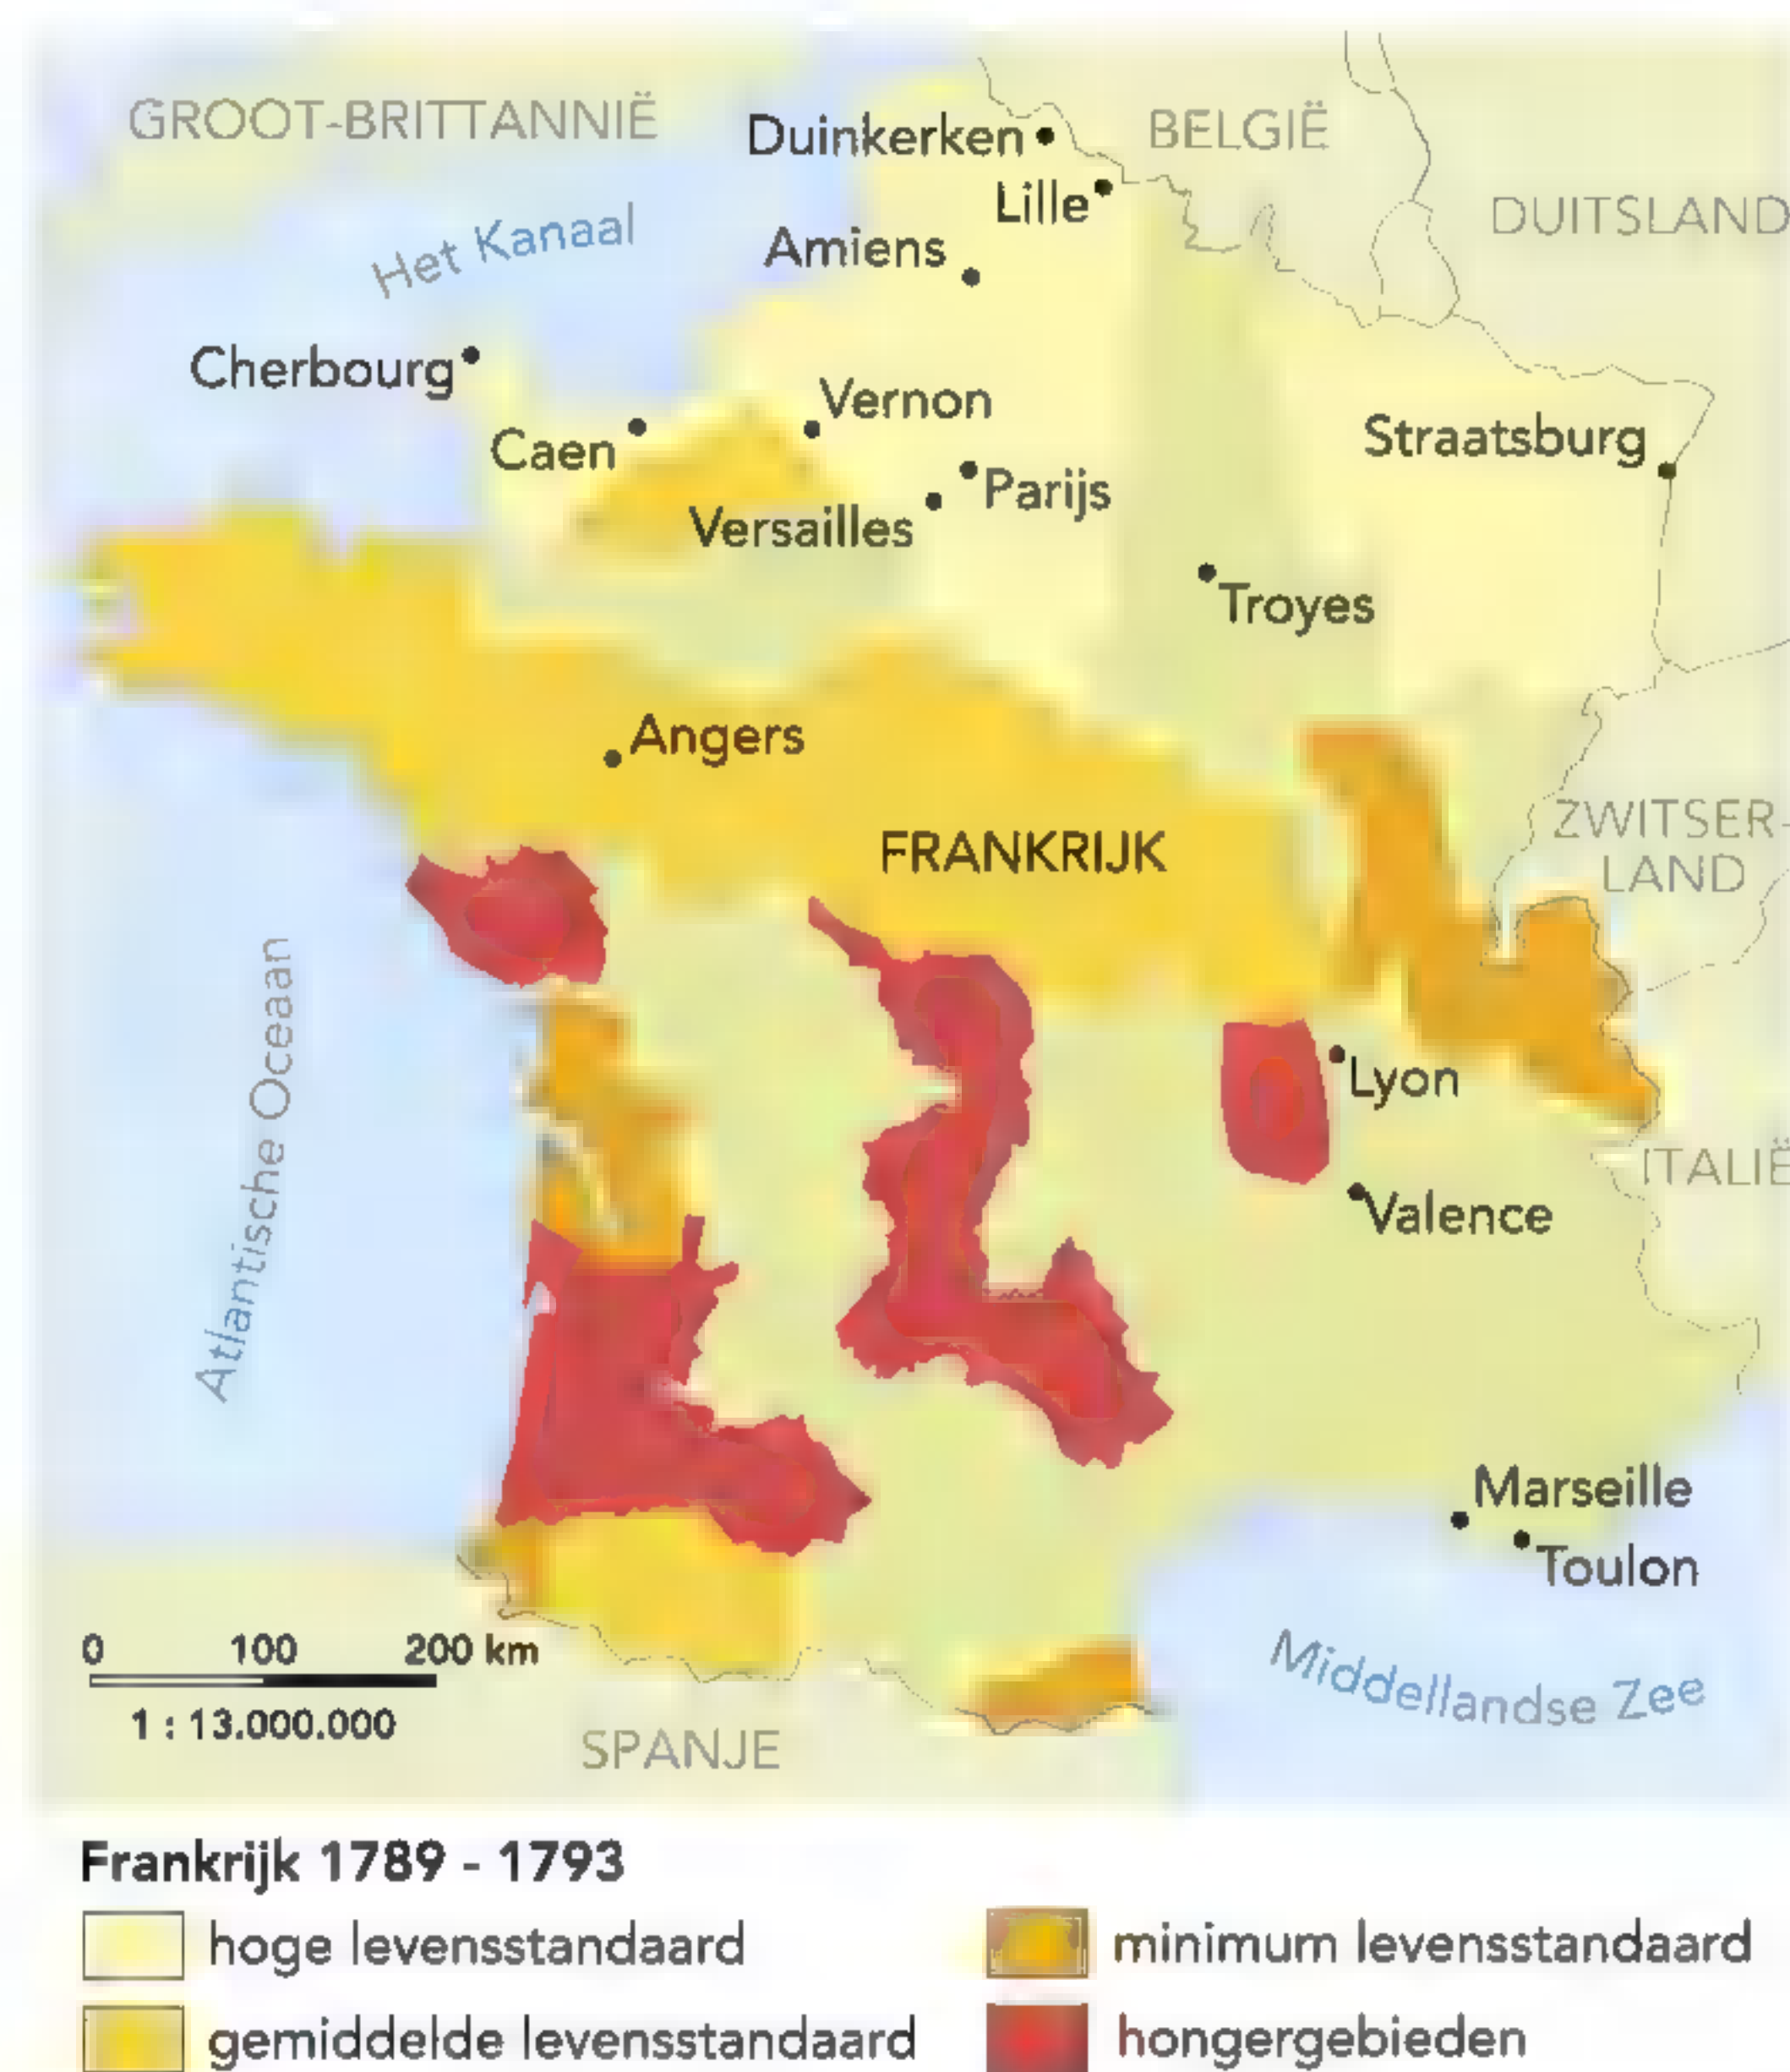 GROOT-BRITTANNIË
Duinkerken
BELGIË
Lille
DUITSLAND
Het Kanaal
Amiens
Cherbourg
Vernon
Caen
Straatsburg
Parijs
Versailles
Troyes
Angers
FRANKRIJK
ZWITSER-
LAND
Atlantische Oceaan
Lyon
ITALIË
Valence
Marseille
Toulon
0 100 200 km
1 : 13.000.000
Middellandse Zee
SPANJE
Frankrijk 1789 - 1793
hoge levensstandaard
minimum levensstandaard
gemiddelde levensstandaard
hongergebieden